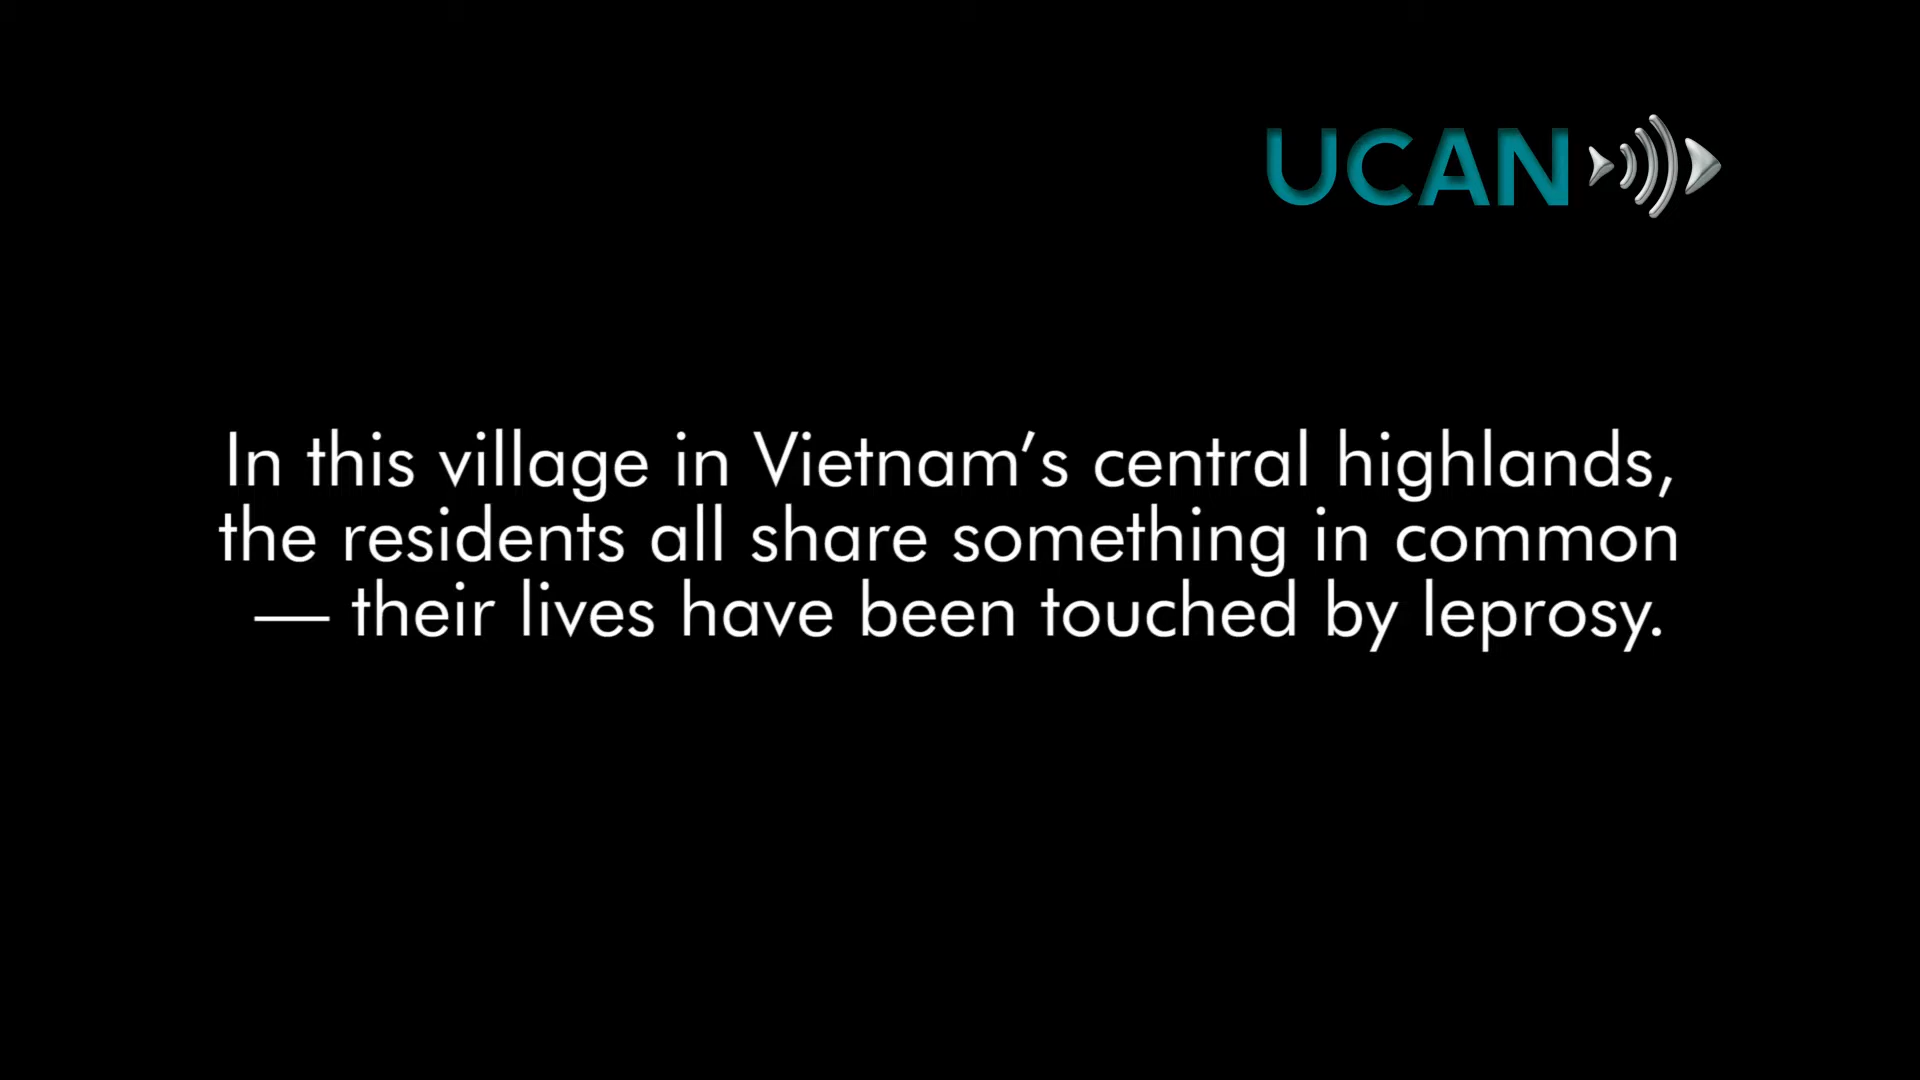 UCAN
In this village in Vietnam’s central highlands,
the residents all share something in common
— their lives have been touched by leprosy.